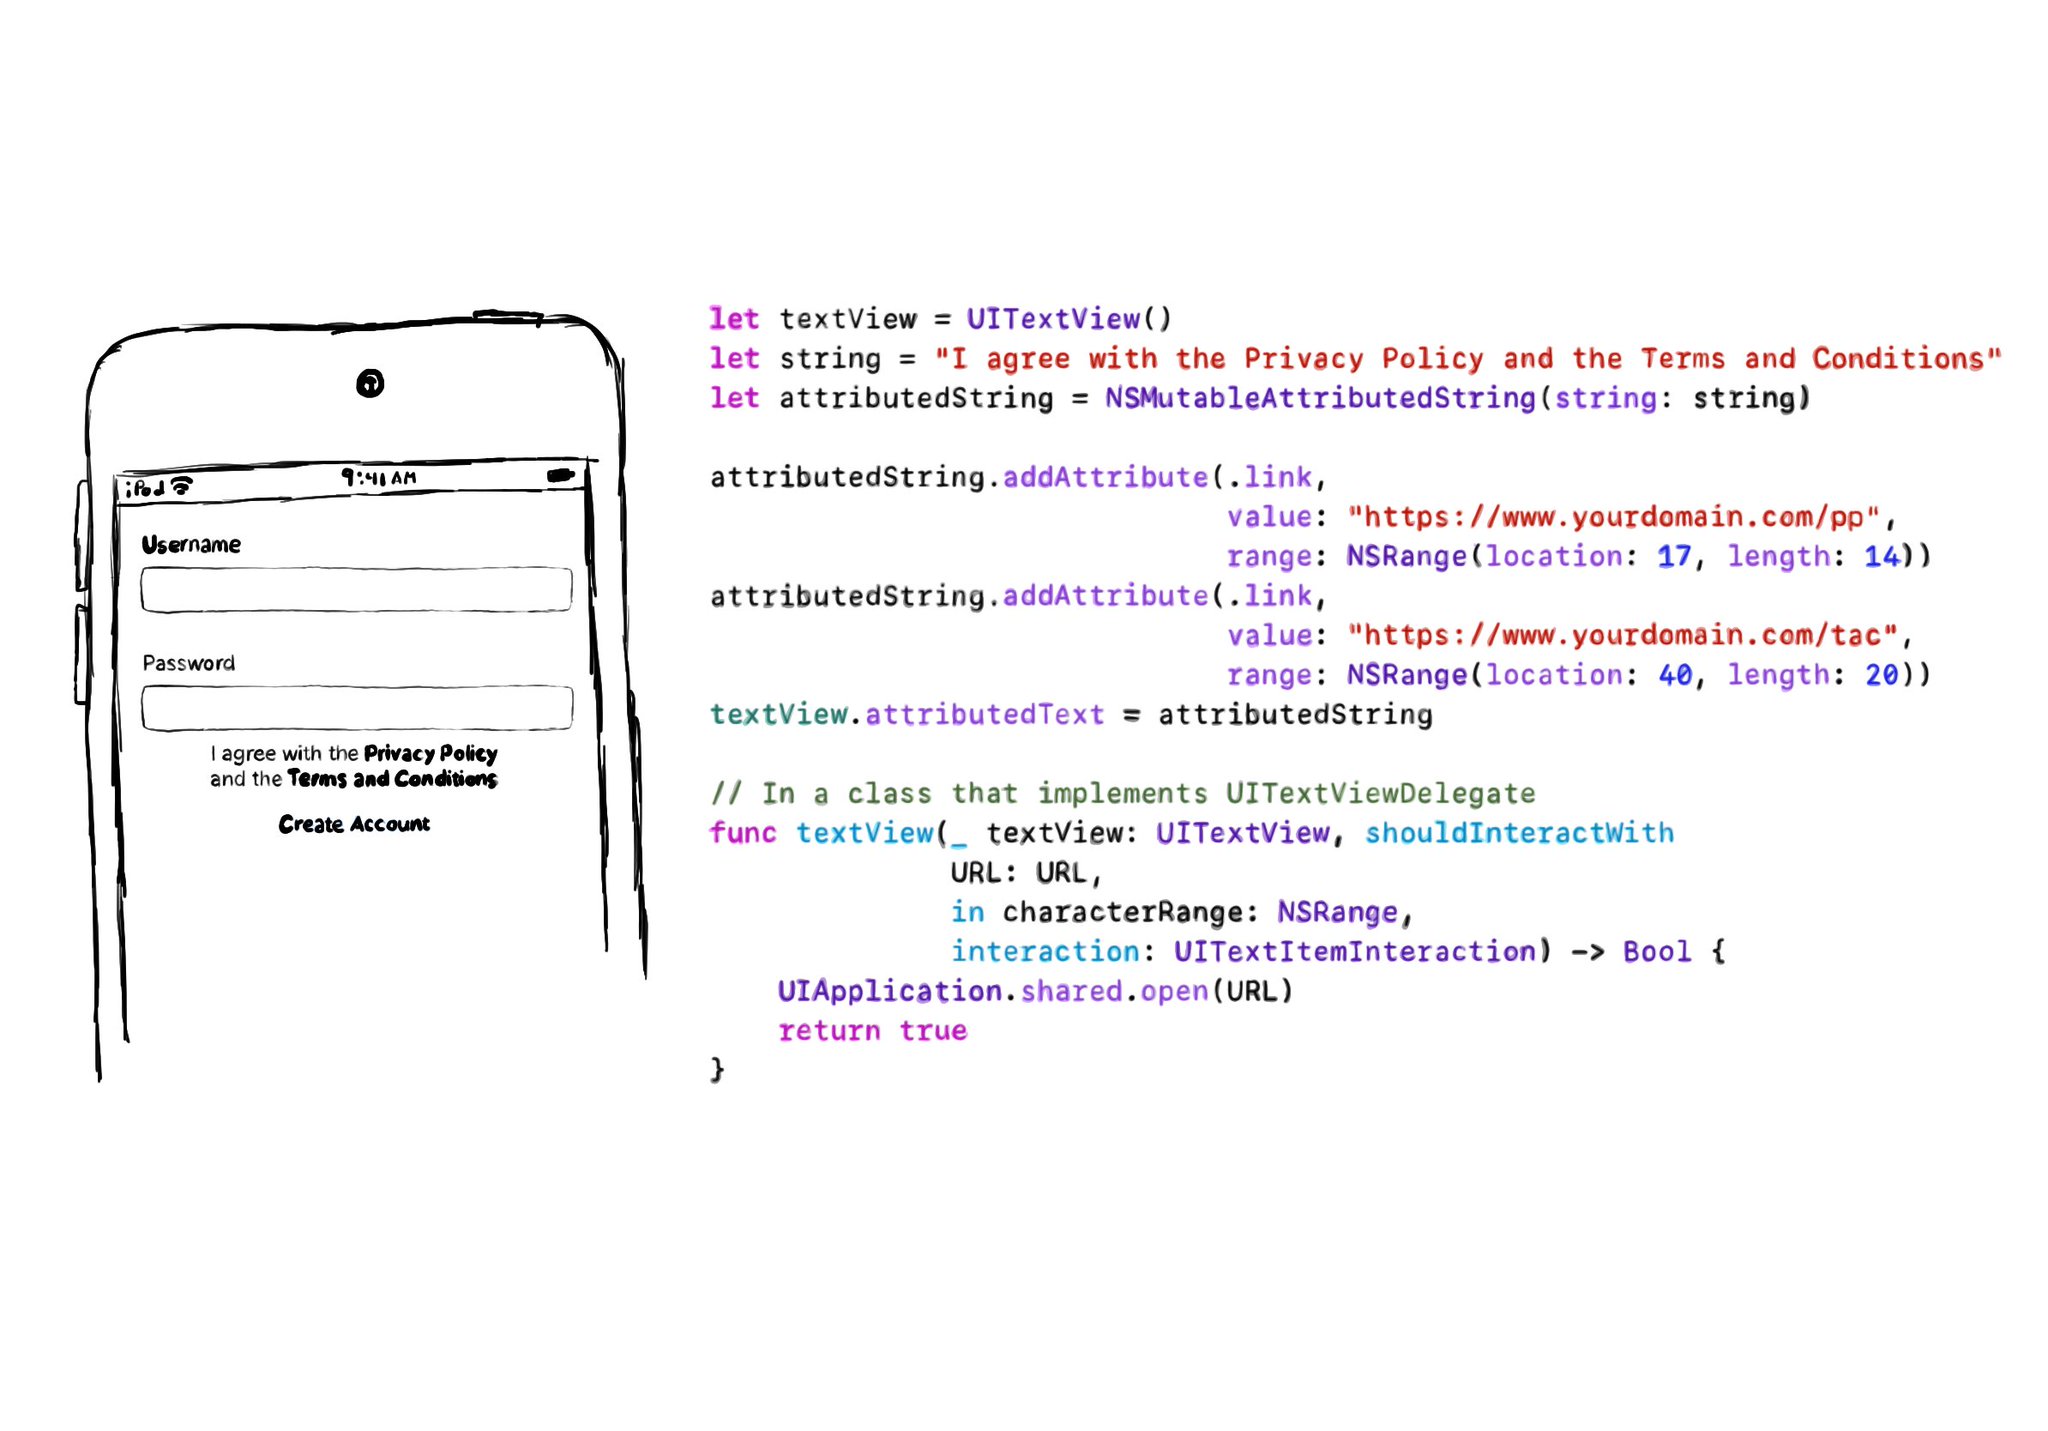 iPod 9:41 AM
Username
Password
I agree with the Privacy Policy
and the Terms and Conditions
Create Account
let textView = UITextView()
let string = "I agree with the Privacy Policy and the Terms and Conditions"
let attributedString = NSMutableAttributedString(string: string)
attributedString.addAttribute(.link,
value: "https://www.yourdomain.com/pp",
range: NSRange(location: 17, length: 14))
attributedString.addAttribute(.link,
value: "https://www.yourdomain.com/tac",
range: NSRange(location: 40, length: 20))
textView.attributedText = attributedString
// In a class that implements UITextViewDelegate
func textView(_ textView: UITextView, shouldInteractWith
URL: URL,
in characterRange: NSRange,
interaction: UITextItemInteraction) -> Bool {
UIApplication.shared.open(URL)
return true
}